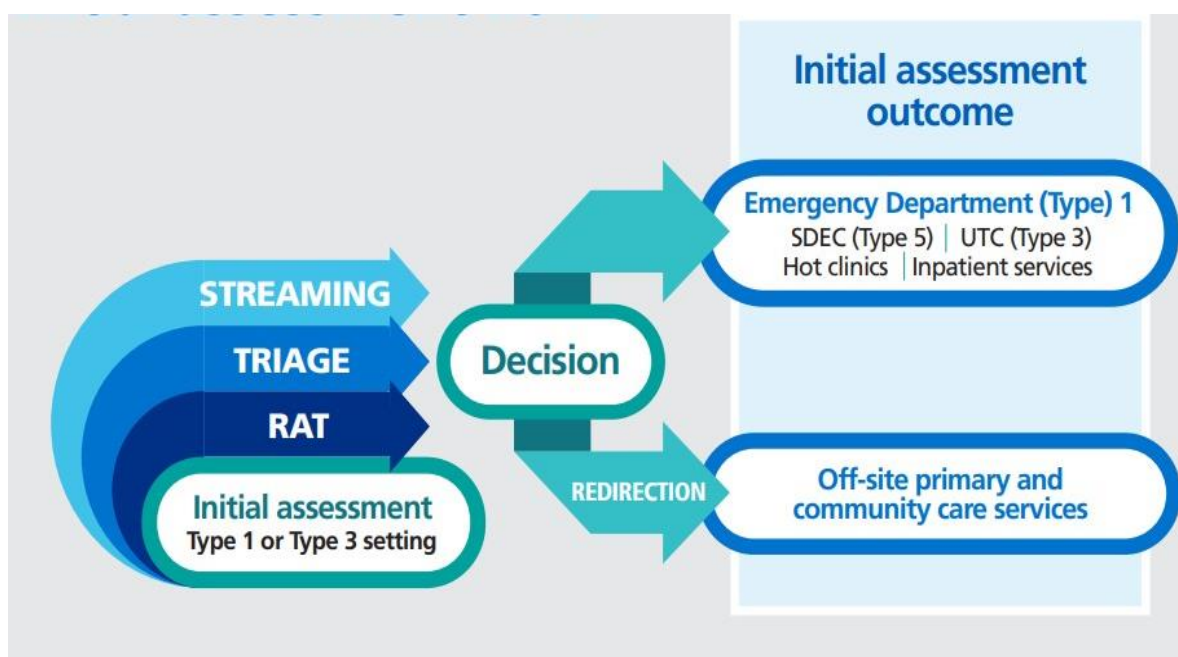 Initial assessment
outcome
Emergency Department (Type) 1
SDEC (Type 5) | UTC (Type 3)
Hot clinics | Inpatient services
STREAMING
TRIAGE
RAT
Initial assessment
Type 1 or Type 3 setting
Decision
REDIRECTION
Off-site primary and
community care services